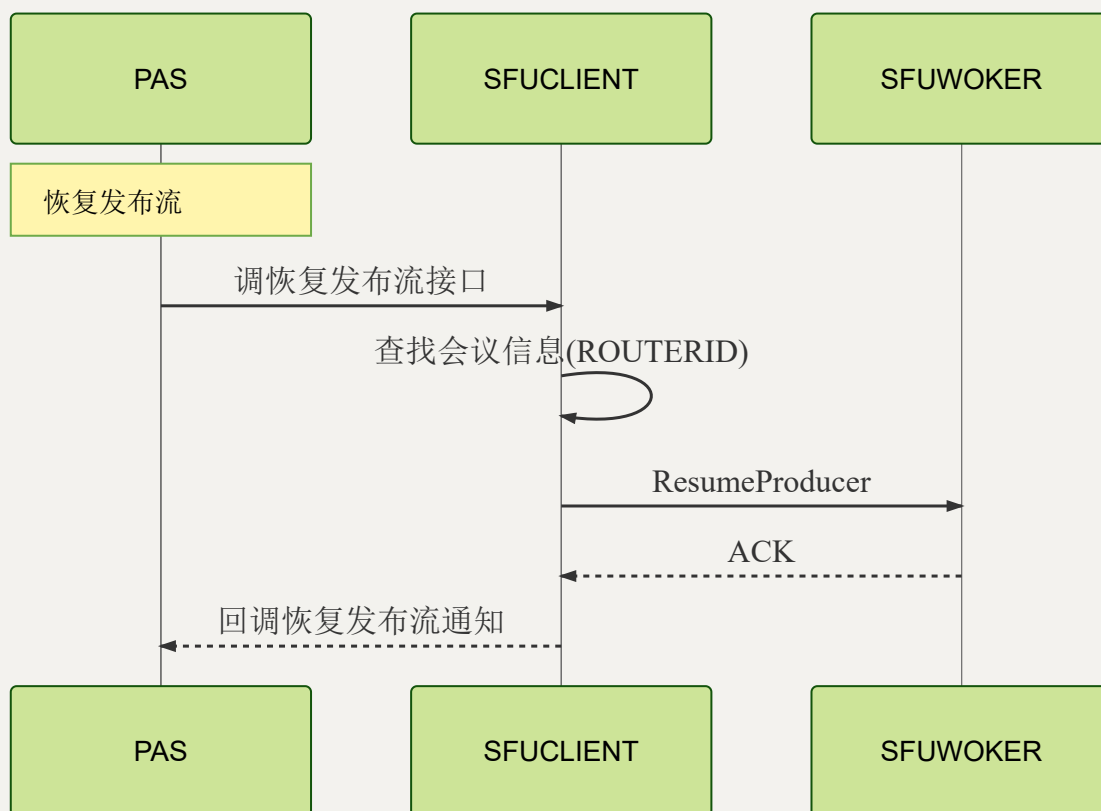 PAS
SFUCLIENT
SFUWOKER
恢复发布流
调恢复发布流接口
查找会议信息(ROUTERID)
ResumeProducer
ACK
回调恢复发布流通知
PAS
SFUCLIENT
SFUWOKER